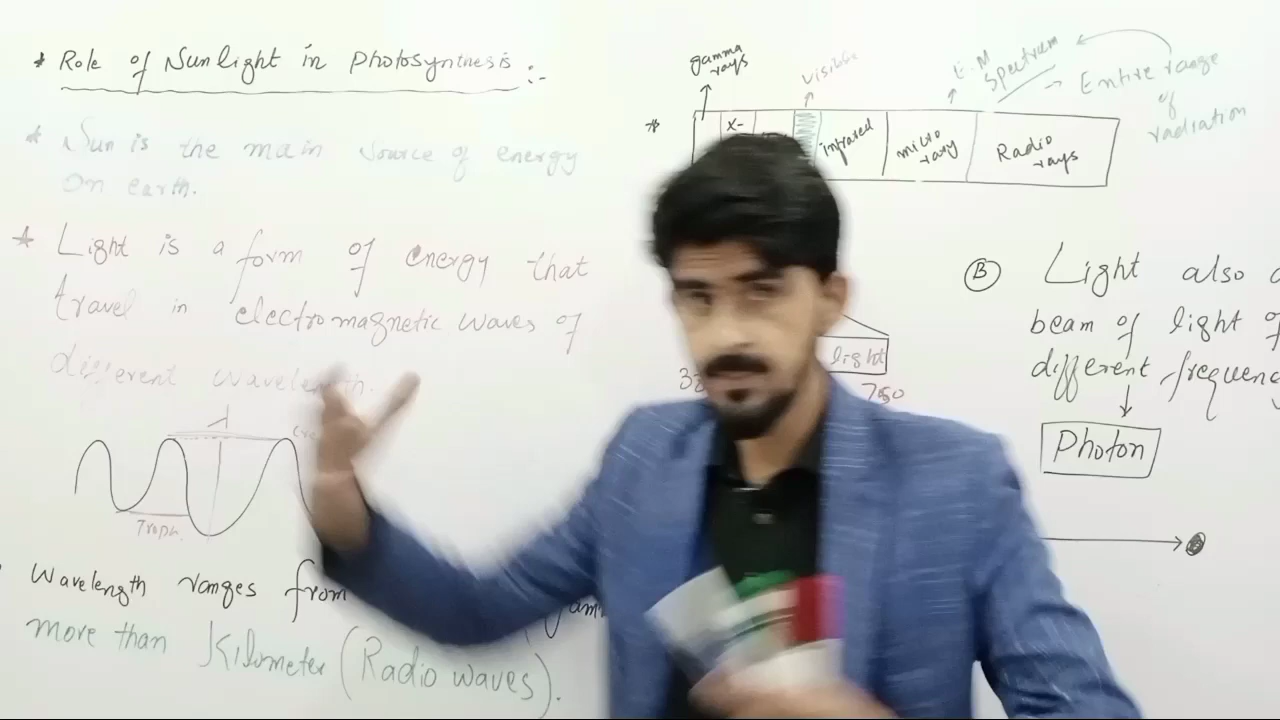 * Role of Sunlight in Photosynthesis :-
* Sun is the main source of energy
on earth.
* Light is a form of energy that
travel in electromagnetic waves of
different wavelength.
λ
Wavelength ranges from
more than Kilometer (Radio waves).
gamma
rays
visible
E.M
Spectrum
→ Entire range
of
radiation
*
X-
infrared
micro
rary
Radio
rays
light
750
(B) Light also
beam of light of
different
Photon